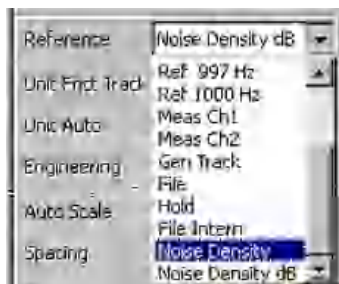 Reference Noise Density dB
Unit Fnct Track
Unit Auto
Engineering
Auto Scale
Spacing
Ref 997 Hz
Ref 1000 Hz
Meas Ch1
Meas Ch2
Gen Track
File
Hold
File Intern
Noise Density
Noise Density dB